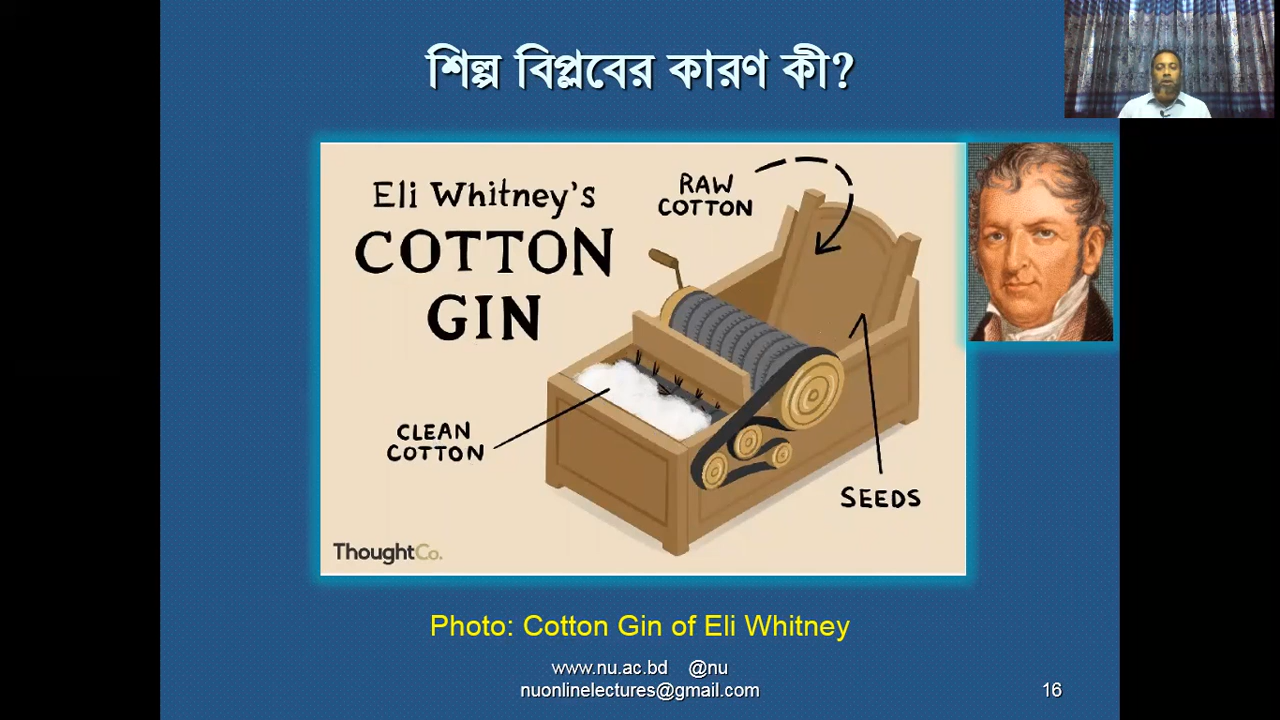 শিল্প বিপ্লবের কারণ কী?
Eli Whitney's
COTTON
GIN
RAW
COTTON
CLEAN
COTTON
SEEDS
ThoughtCo.
Photo: Cotton Gin of Eli Whitney
www.nu.ac.bd @nu
nuonlinelectures@gmail.com
16